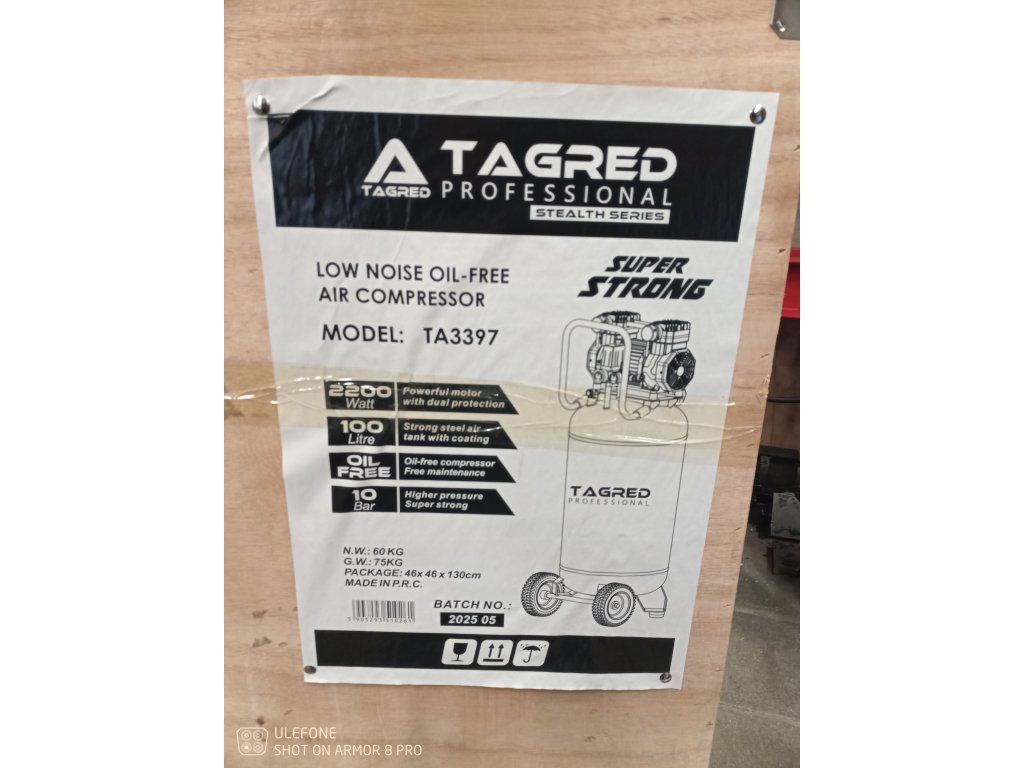 TAGRED
TAGRED
PROFESSIONAL
STEALTH SERIES
LOW NOISE OIL-FREE
AIR COMPRESSOR
MODEL: TA3397
SUPER
STRONG
2200
Watt
Powerful motor
with dual protection
100
Litre
Strong steel air
tank with coating
OIL
FREE
Oil-free compressor
Free maintenance
10
Bar
Higher pressure
Super strong
TAGRED
PROFESSIONAL
N.W.: 60 KG
G.W.: 75KG
PACKAGE: 46x 46 x 130cm
MADE IN P.R.C.
BATCH NO.:
2025 05
ULEFONE
SHOT ON ARMOR 8 PRO